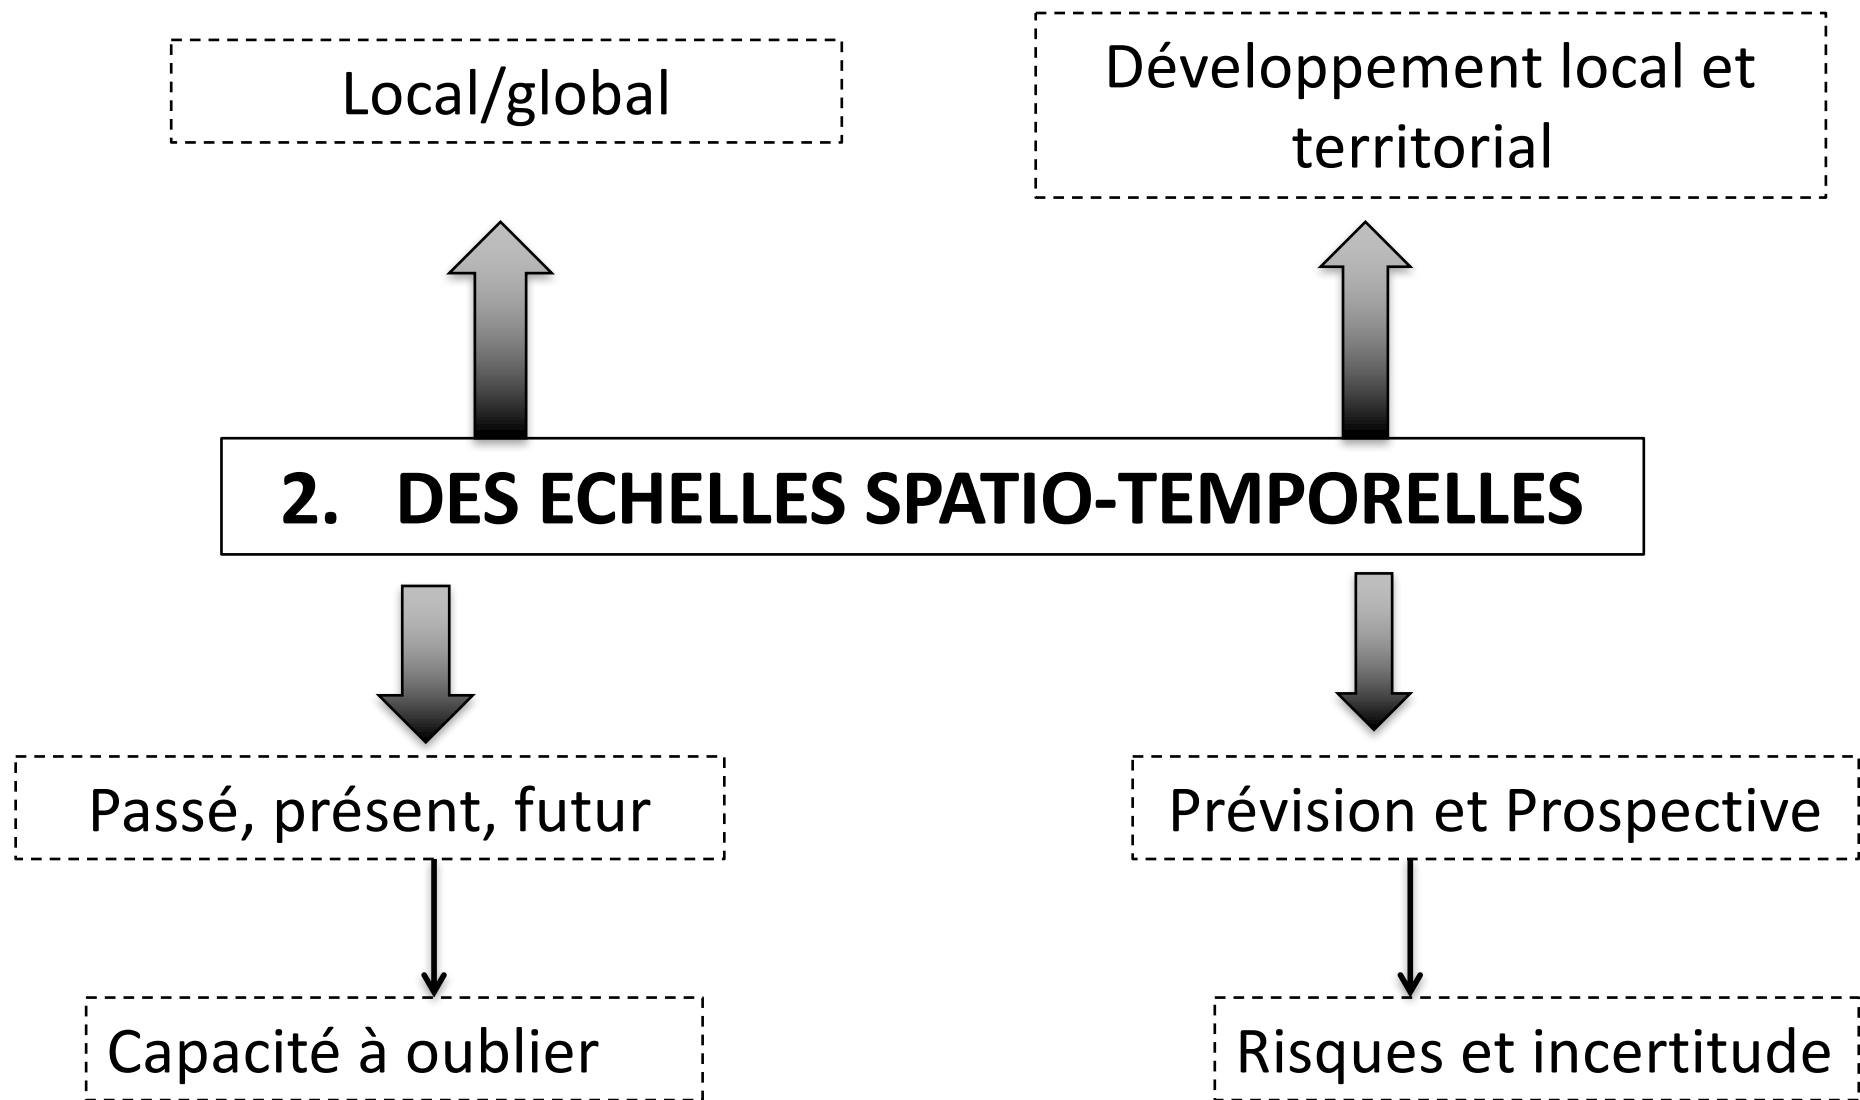 Local/global
Développement local et
territorial
2. DES ECHELLES SPATIO-TEMPORELLES
Passé, présent, futur
Prévision et Prospective
Capacité à oublier
Risques et incertitude